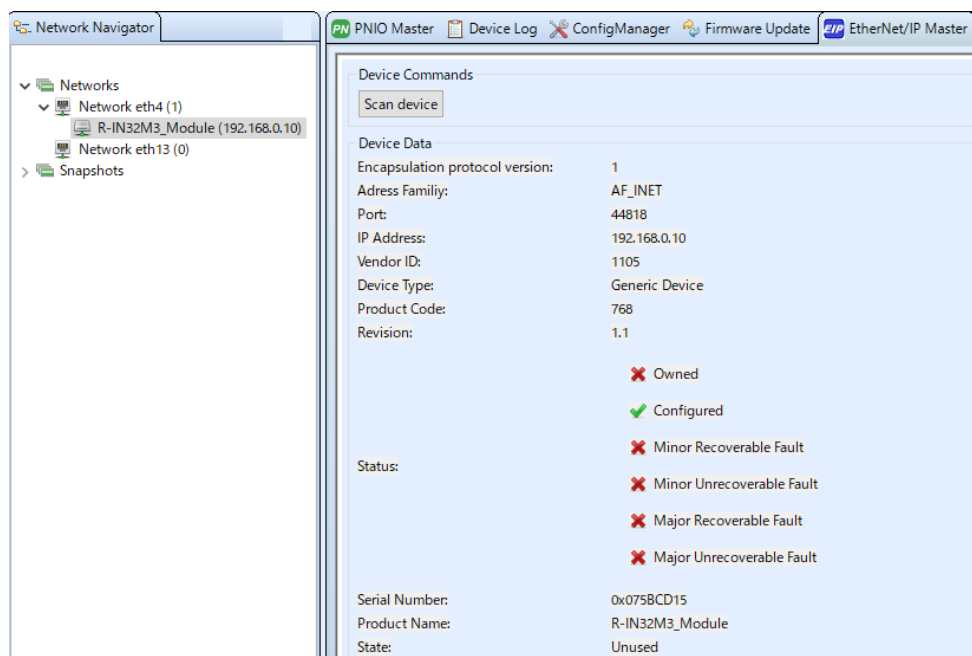 Network Navigator
Networks
Network eth4 (1)
R-IN32M3_Module (192.168.0.10)
Network eth13 (0)
Snapshots
PN PNIO Master Device Log ConfigManager Firmware Update EIP EtherNet/IP Master
Device Commands
Scan device
Device Data
Encapsulation protocol version: 1
Adress Familiy: AF_INET
Port: 44818
IP Address: 192.168.0.10
Vendor ID: 1105
Device Type: Generic Device
Product Code: 768
Revision: 1.1
Owned
Configured
Minor Recoverable Fault
Status:
Minor Unrecoverable Fault
Major Recoverable Fault
Major Unrecoverable Fault
Serial Number: 0x075BCD15
Product Name: R-IN32M3_Module
State: Unused